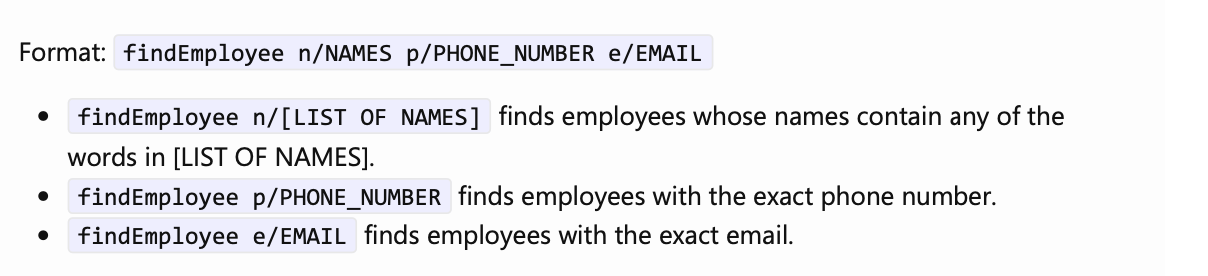 Format: findEmployee n/NAMES p/PHONE_NUMBER e/EMAIL
• findEmployee n/[LIST OF NAMES] finds employees whose names contain any of the
words in [LIST OF NAMES].
• findEmployee p/PHONE_NUMBER finds employees with the exact phone number.
• findEmployee e/EMAIL finds employees with the exact email.